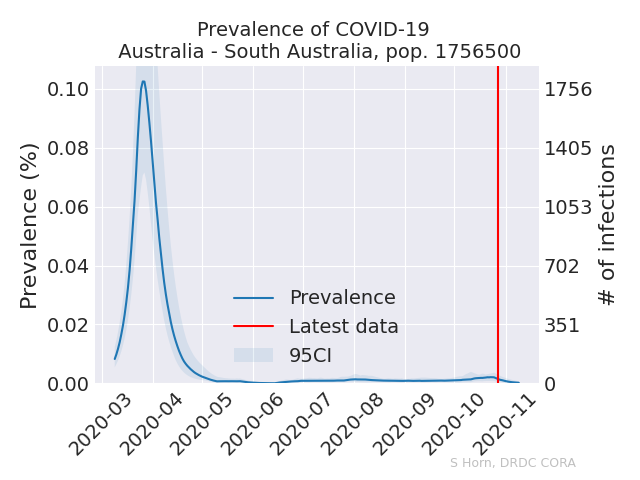 Prevalence of COVID-19
Australia - South Australia, pop. 1756500
Prevalence (%)
0.10
0.08
0.06
0.04
0.02
0.00
1756
1405
1053
702
351
0
# of infections
Prevalence
Latest data
95CI
2020-03
2020-04
2020-05
2020-06
2020-07
2020-08
2020-09
2020-10
2020-11
S Horn, DRDC CORA